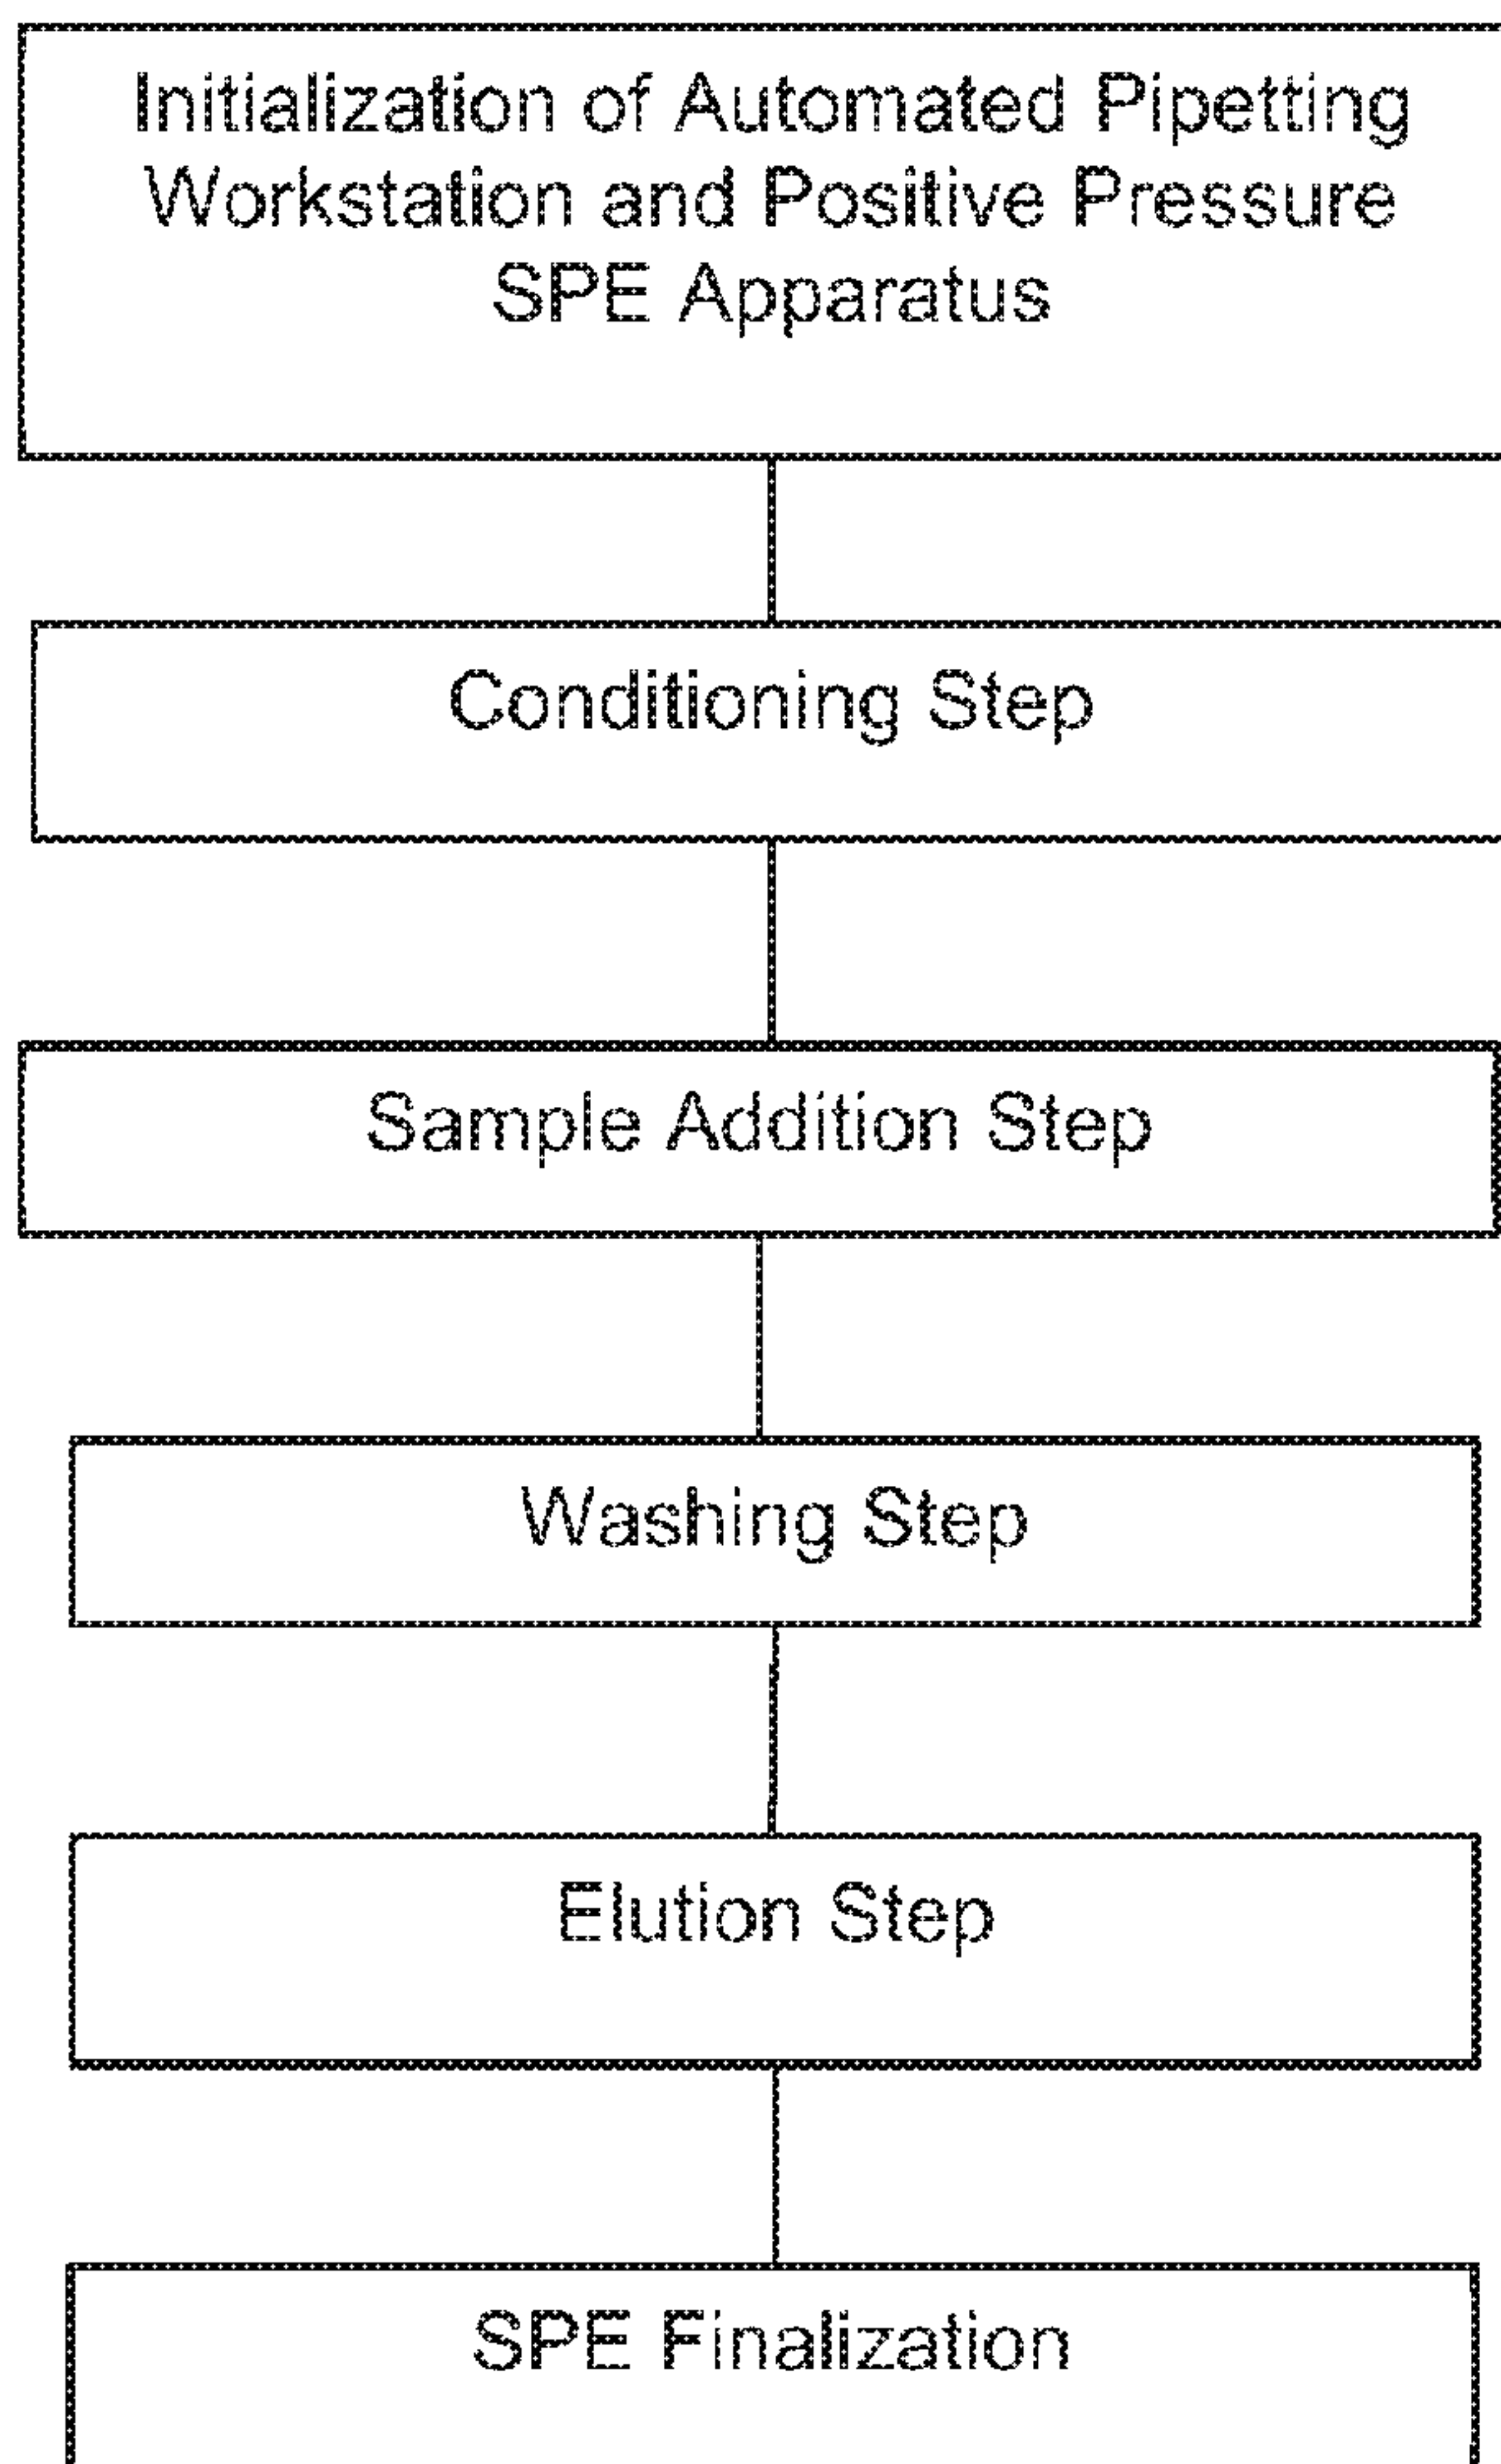 Initialization of Automated Pipetting
Workstation and Positive Pressure
SPE Apparatus
Conditioning Step
Sample Addition Step
Washing Step
Elution Step
SPE Finalization